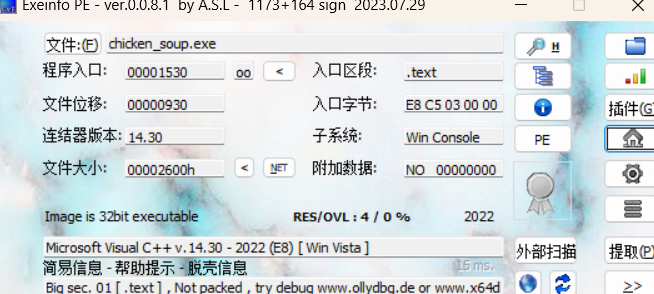 Exeinfo PE - ver.0.0.8.1 by A.S.L - 1173+164 sign 2023.07.29
文件:(F) chicken_soup.exe H
程序入口: 00001530 oo < 入口区段: .text
文件位移: 00000930 入口字节: E8 C5 03 00 00 插件(G)
连结器版本: 14.30 子系统: Win Console PE
文件大小: 00002600h < NET 附加数据: NO 00000000
Image is 32bit executable RES/OVL : 4 / 0 % 2022
Microsoft Visual C++ v.14.30 - 2022 (E8) [ Win Vista ] 外部扫描 提取(P)
简易信息 - 帮助提示 - 脱壳信息 15 ms.
Big sec. 01 [ .text ] , Not packed , try debug www.ollydbg.de or www.x64d >>